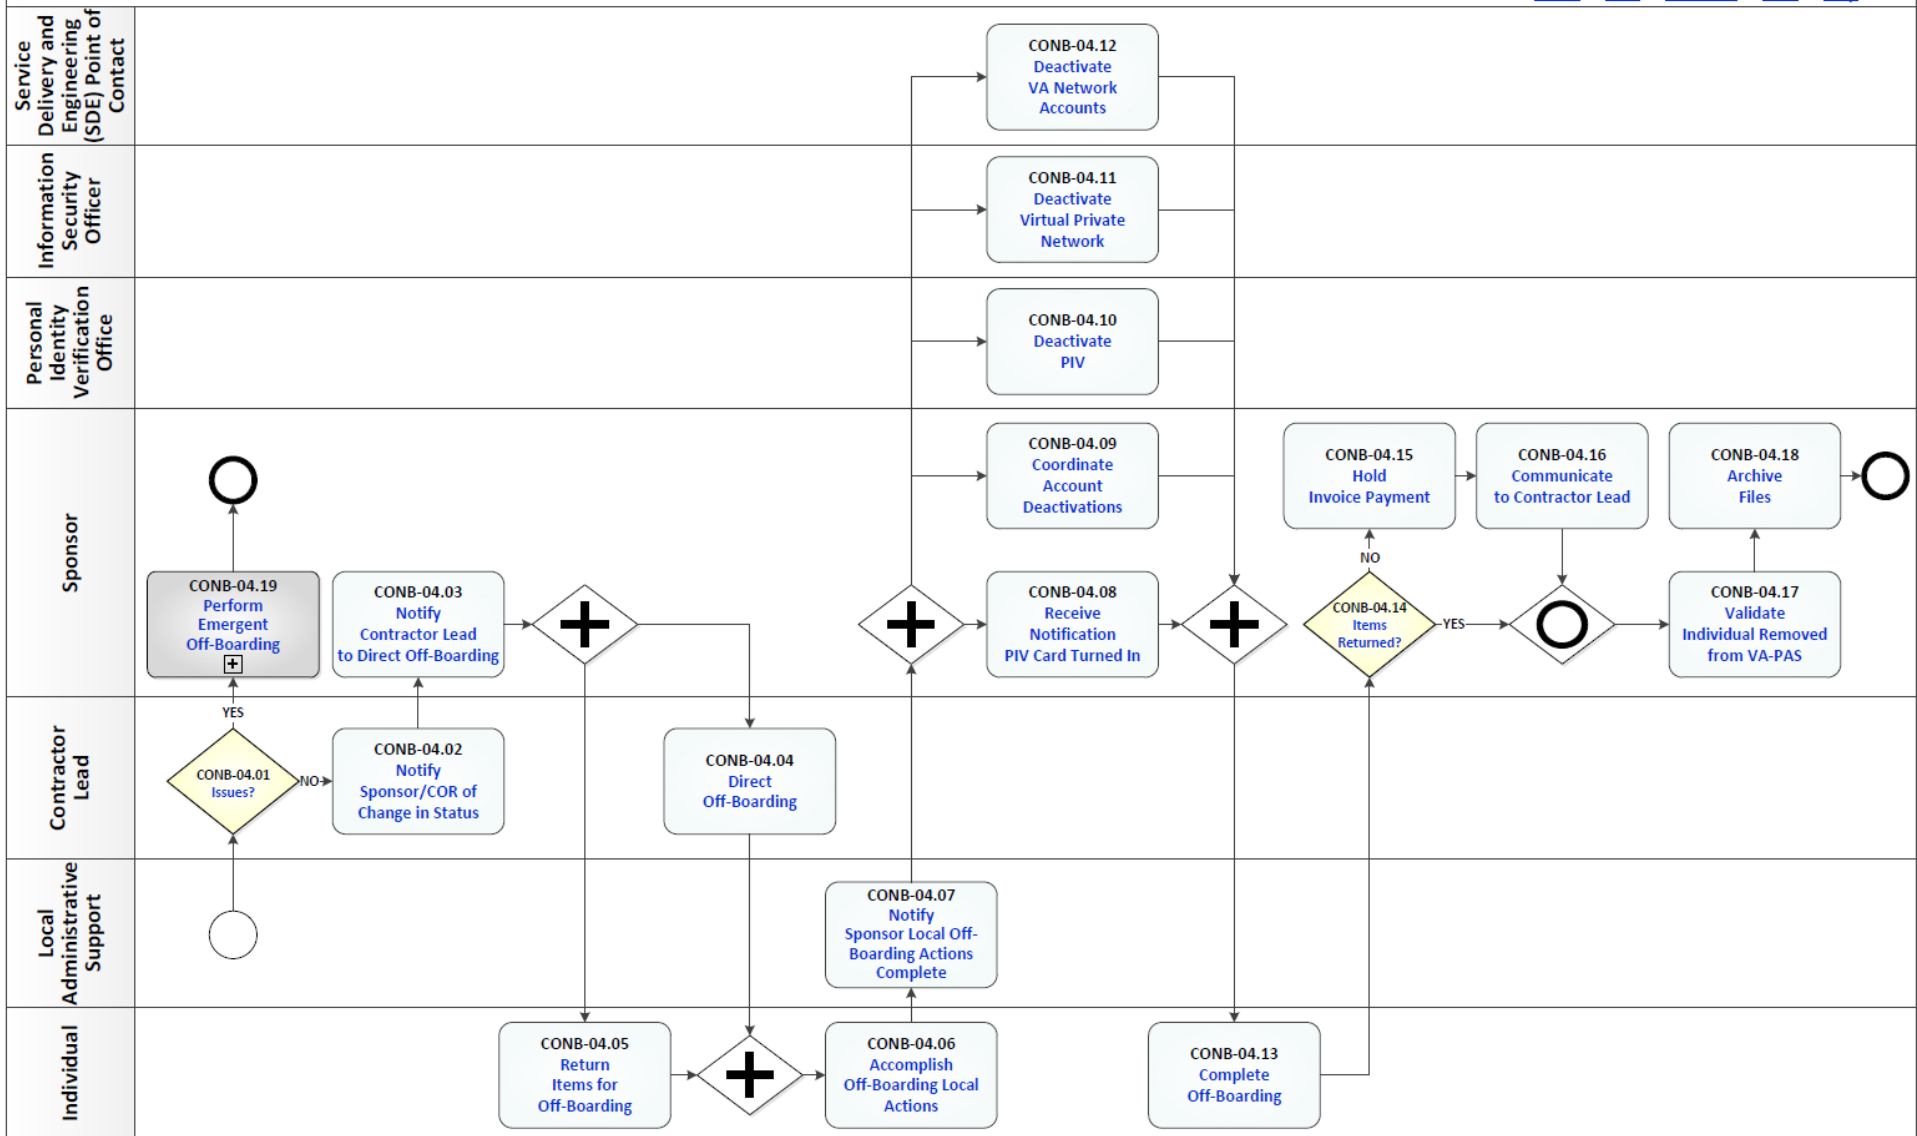 Service
Delivery and
Engineering
(SDE) Point of
Contact
CONB-04.12
Deactivate
VA Network
Accounts
Information
Security
Officer
CONB-04.11
Deactivate
Virtual Private
Network
Personal
Identity
Verification
Office
CONB-04.10
Deactivate
PIV
Sponsor
CONB-04.19
Perform
Emergent
Off-Boarding
CONB-04.03
Notify
Contractor Lead
to Direct Off-Boarding
CONB-04.09
Coordinate
Account
Deactivations
CONB-04.08
Receive
Notification
PIV Card Turned In
CONB-04.15
Hold
Invoice Payment
CONB-04.16
Communicate
to Contractor Lead
CONB-04.18
Archive
Files
NO
CONB-04.14
Items
Returned?
YES
CONB-04.17
Validate
Individual Removed
from VA-PAS
Contractor
Lead
YES
CONB-04.01
Issues?
NO
CONB-04.02
Notify
Sponsor/COR of
Change in Status
CONB-04.04
Direct
Off-Boarding
Local
Administrative
Support
CONB-04.07
Notify
Sponsor Local Off-
Boarding Actions
Complete
Individual
CONB-04.05
Return
Items for
Off-Boarding
CONB-04.06
Accomplish
Off-Boarding Local
Actions
CONB-04.13
Complete
Off-Boarding